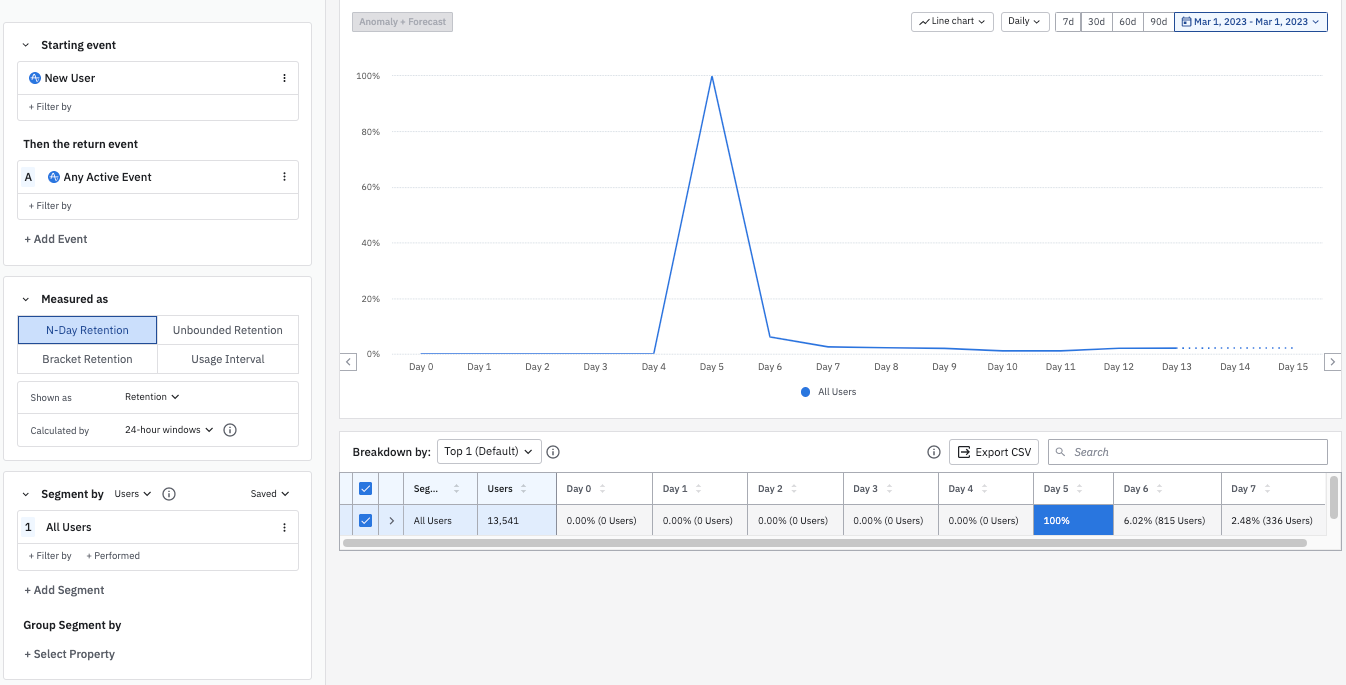 Starting event
New User
+ Filter by
Then the return event
A Any Active Event
+ Filter by
+ Add Event
Measured as
N-Day Retention Unbounded Retention
Bracket Retention Usage Interval
Shown as Retention
Calculated by 24-hour windows
Segment by Users Saved
1 All Users
+ Filter by + Performed
+ Add Segment
Group Segment by
+ Select Property
Anomaly + Forecast Line chart Daily 7d 30d 60d 90d Mar 1, 2023 - Mar 1, 2023
100%
80%
60%
40%
20%
0%
Day 0 Day 1 Day 2 Day 3 Day 4 Day 5 Day 6 Day 7 Day 8 Day 9 Day 10 Day 11 Day 12 Day 13 Day 14 Day 15
All Users
Breakdown by: Top 1 (Default) Export CSV Search
Seg... Users Day 0 Day 1 Day 2 Day 3 Day 4 Day 5 Day 6 Day 7
All Users 13,541 0.00% (0 Users) 0.00% (0 Users) 0.00% (0 Users) 0.00% (0 Users) 0.00% (0 Users) 100% 6.02% (815 Users) 2.48% (336 Users)